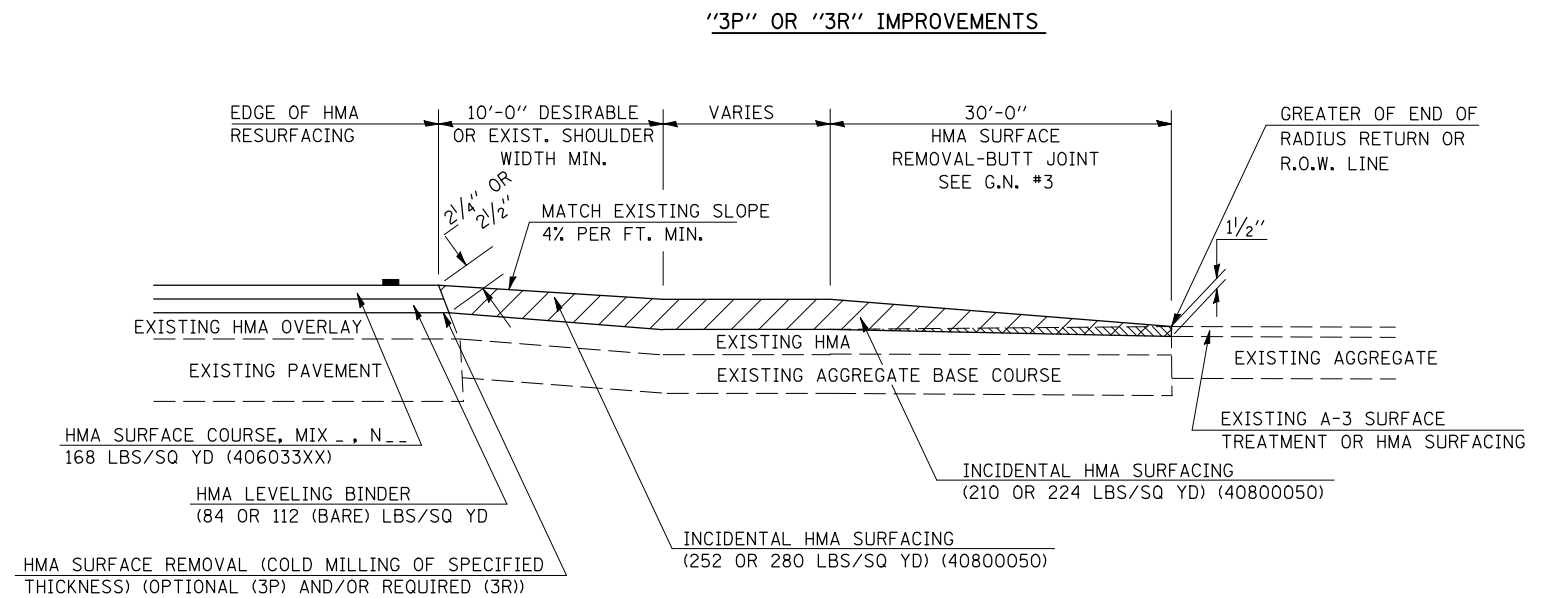 "3P" OR "3R" IMPROVEMENTS
EDGE OF HMA
RESURFACING
10'-0" DESIRABLE
OR EXIST. SHOULDER
WIDTH MIN.
VARIES
30'-0"
HMA SURFACE
REMOVAL-BUTT JOINT
SEE G.N. #3
GREATER OF END OF
RADIUS RETURN OR
R.O.W. LINE
2 1/4" OR
2 1/2"
MATCH EXISTING SLOPE
4% PER FT. MIN.
1 1/2"
EXISTING HMA OVERLAY
EXISTING PAVEMENT
EXISTING HMA
EXISTING AGGREGATE BASE COURSE
EXISTING AGGREGATE
HMA SURFACE COURSE, MIX _ , N _ _
168 LBS/SQ YD (406033XX)
HMA LEVELING BINDER
(84 OR 112 (BARE) LBS/SQ YD
HMA SURFACE REMOVAL (COLD MILLING OF SPECIFIED
THICKNESS) (OPTIONAL (3P) AND/OR REQUIRED (3R))
INCIDENTAL HMA SURFACING
(252 OR 280 LBS/SQ YD) (40800050)
INCIDENTAL HMA SURFACING
(210 OR 224 LBS/SQ YD) (40800050)
EXISTING A-3 SURFACE
TREATMENT OR HMA SURFACING